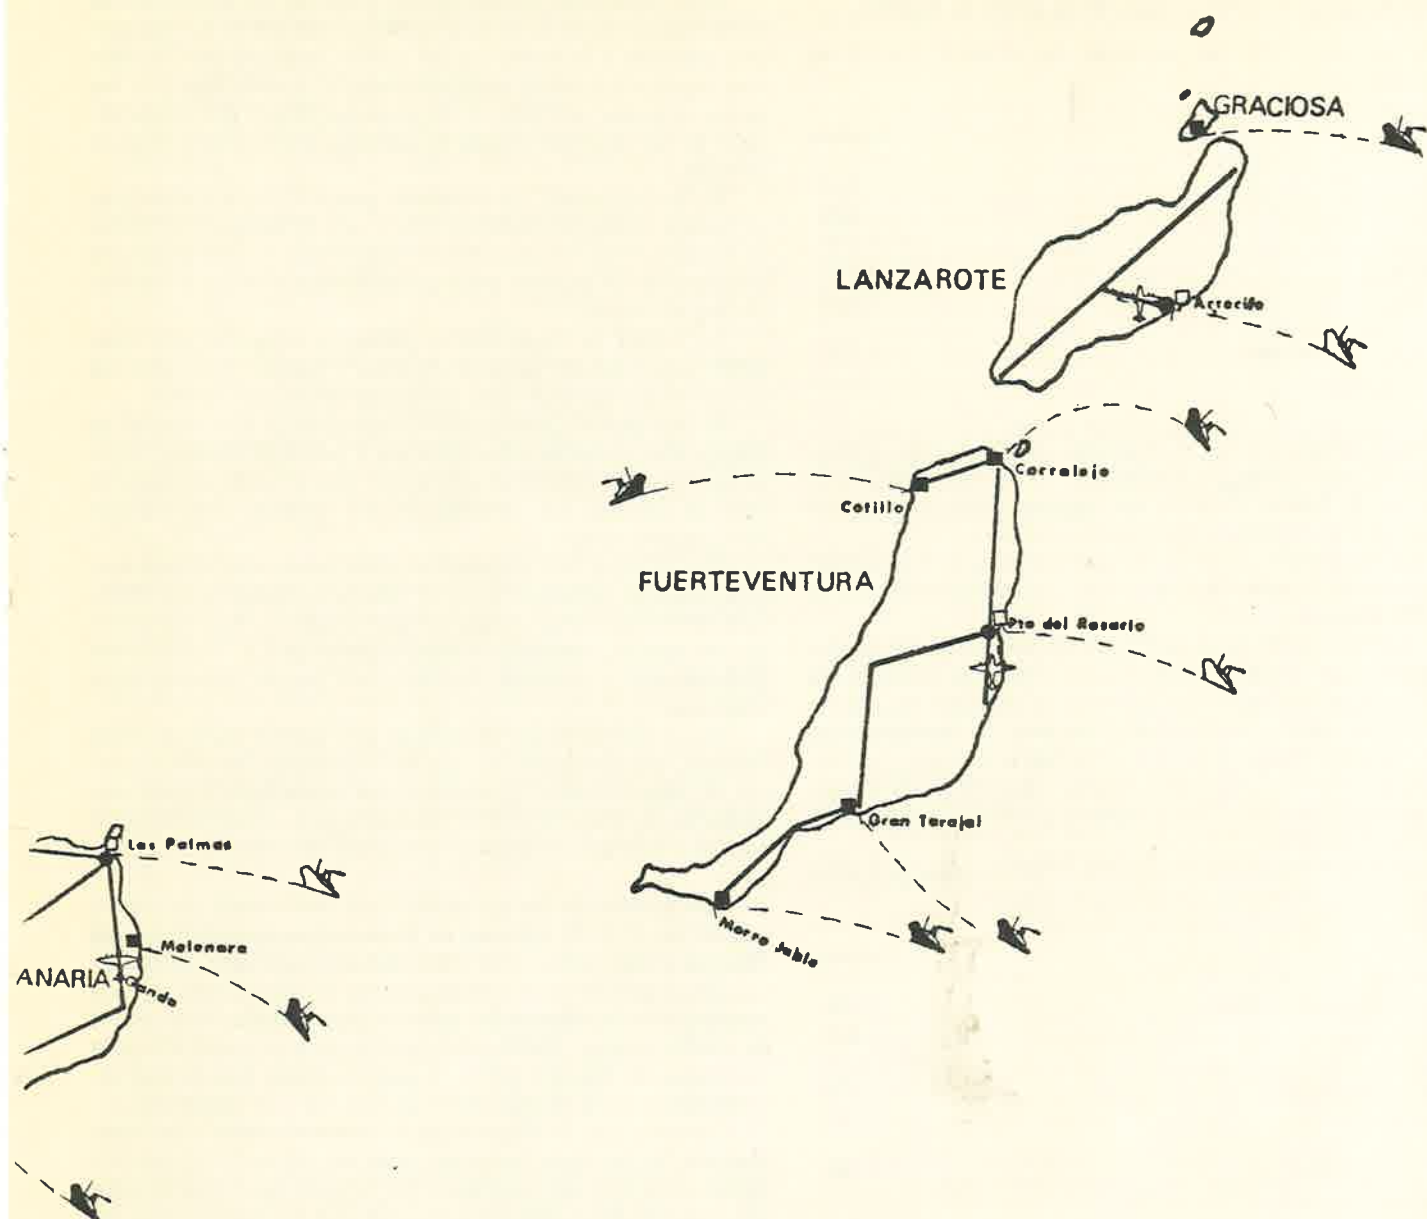 GRACIOSA
LANZAROTE
Arrecife
Corralejo
Cotillo
FUERTEVENTURA
Pto del Rosario
Gran Tarajal
Las Palmas
Morro Jable
Melenara
ANARIA
Gando